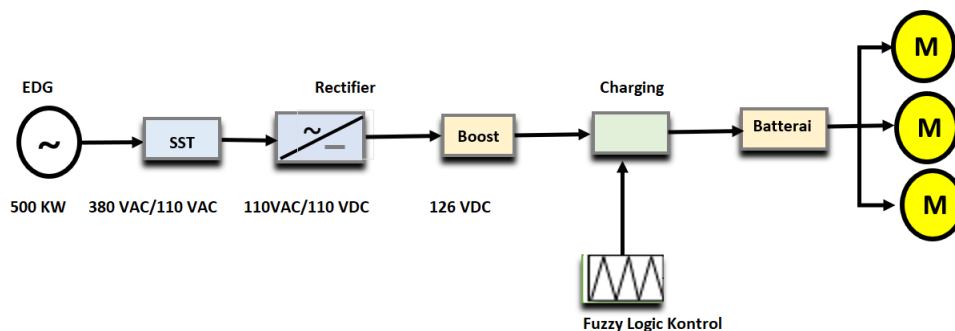 EDG
Rectifier
Charging
~
SST
~
Boost
Batterai
M
M
M
500 KW
380 VAC/110 VAC
110VAC/110 VDC
126 VDC
Fuzzy Logic Kontrol